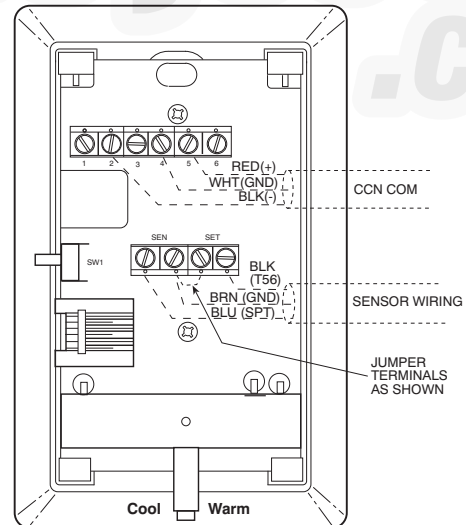 .c
1 2 3 4 5 6
RED(+)
WHT(GND)
BLK(-)
CCN COM
SEN SET
SW1
BLK
(T56)
BRN (GND)
BLU (SPT)
SENSOR WIRING
JUMPER
TERMINALS
AS SHOWN
Cool Warm